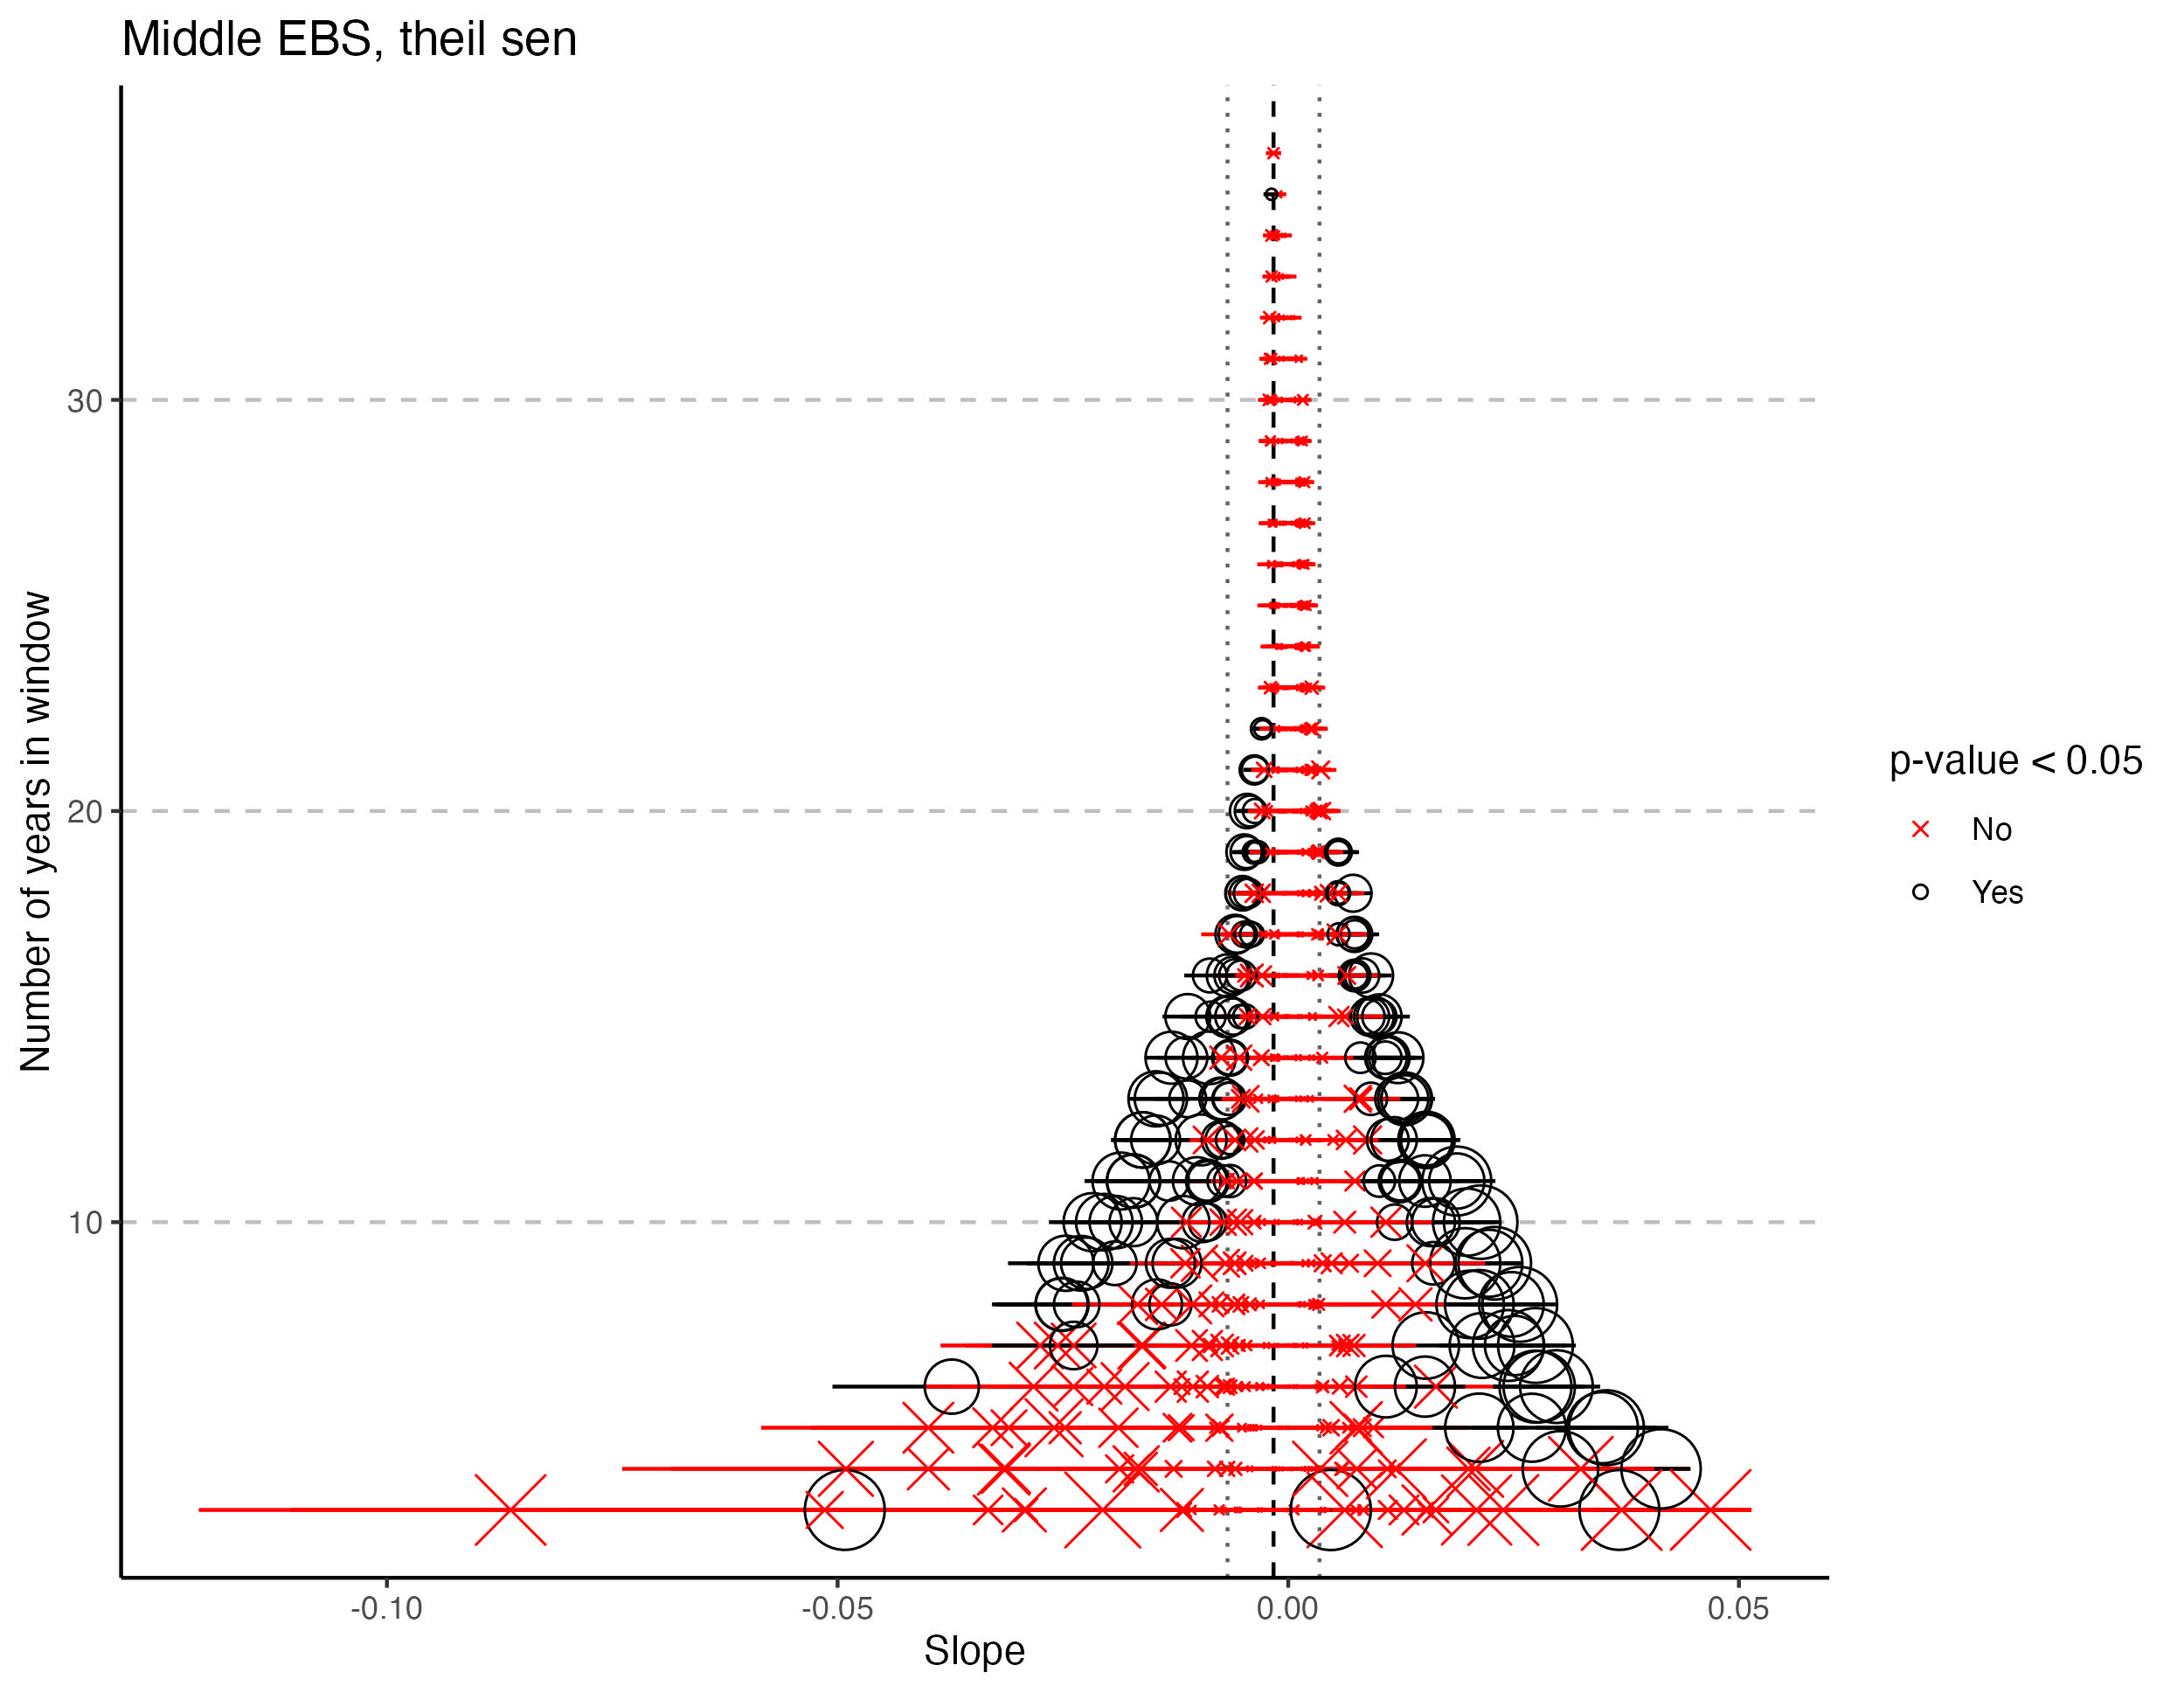 Middle EBS, theil sen
Number of years in window
30
20
10
-0.10
-0.05
0.00
0.05
Slope
p-value < 0.05
No
Yes